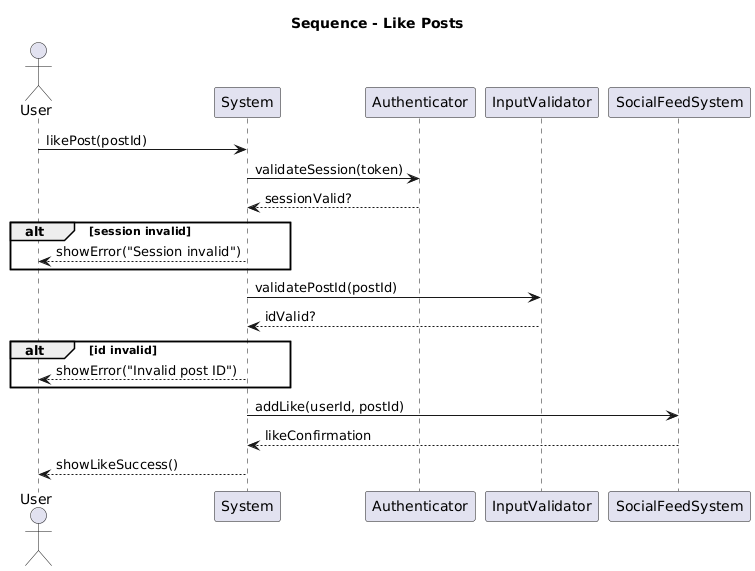 Sequence - Like Posts
User
System
Authenticator
InputValidator
SocialFeedSystem
likePost(postId)
validateSession(token)
sessionValid?
alt [session invalid]
showError("Session invalid")
validatePostId(postId)
idValid?
alt [id invalid]
showError("Invalid post ID")
addLike(userId, postId)
likeConfirmation
showLikeSuccess()
User
System
Authenticator
InputValidator
SocialFeedSystem